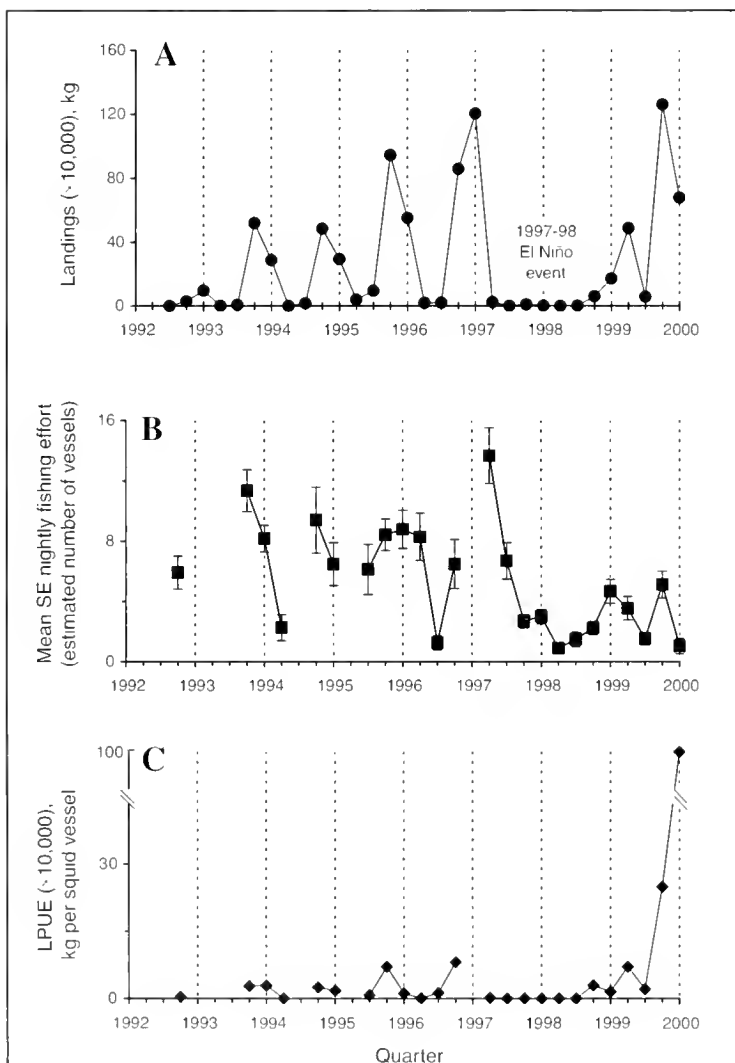 A
Landings (~10,000), kg
160
120
80
40
0
1997-98
El Niño
event
1992 1993 1994 1995 1996 1997 1998 1999 2000
B
Mean SE nightly fishing effort
(estimated number of vessels)
16
8
0
1992 1993 1994 1995 1996 1997 1998 1999 2000
C
LPUE (~10,000),
kg per squid vessel
100
30
0
1992 1993 1994 1995 1996 1997 1998 1999 2000
Quarter